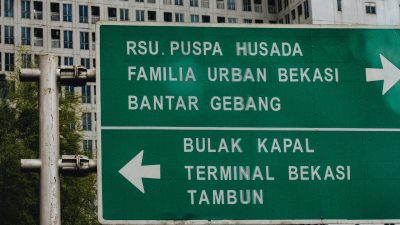 RSU. PUSPA HUSADA
FAMILIA URBAN BEKASI
BANTAR GEBANG
BULAK KAPAL
TERMINAL BEKASI
TAMBUN